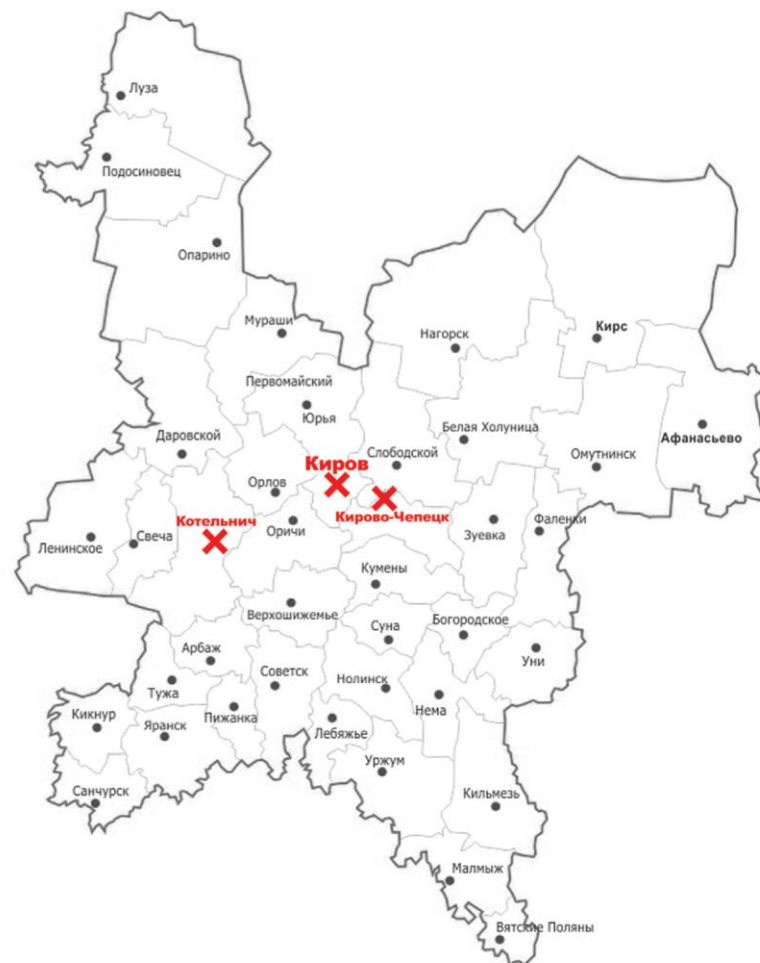 Луза
Подосиновец
Опарино
Мураши
Кирс
Нагорск
Первомайский
Юрья
Белая Холуница
Афанасьево
Даровской
Слободской
Омутнинск
Киров
Орлов
Котельнич
Кирово-Чепецк
Фаленки
Оричи
Зуевка
Свеча
Ленинское
Кумены
Верхошижемье
Суна
Богородское
Арбаж
Уни
Советск
Нолинск
Тужа
Нема
Кикнур
Пижанка
Яранск
Лебяжье
Уржум
Санчурск
Кильмезь
Малмыж
Вятские Поляны